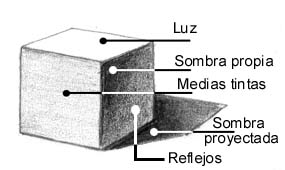 Luz
Sombra propia
Medias tintas
Sombra
proyectada
Reflejos